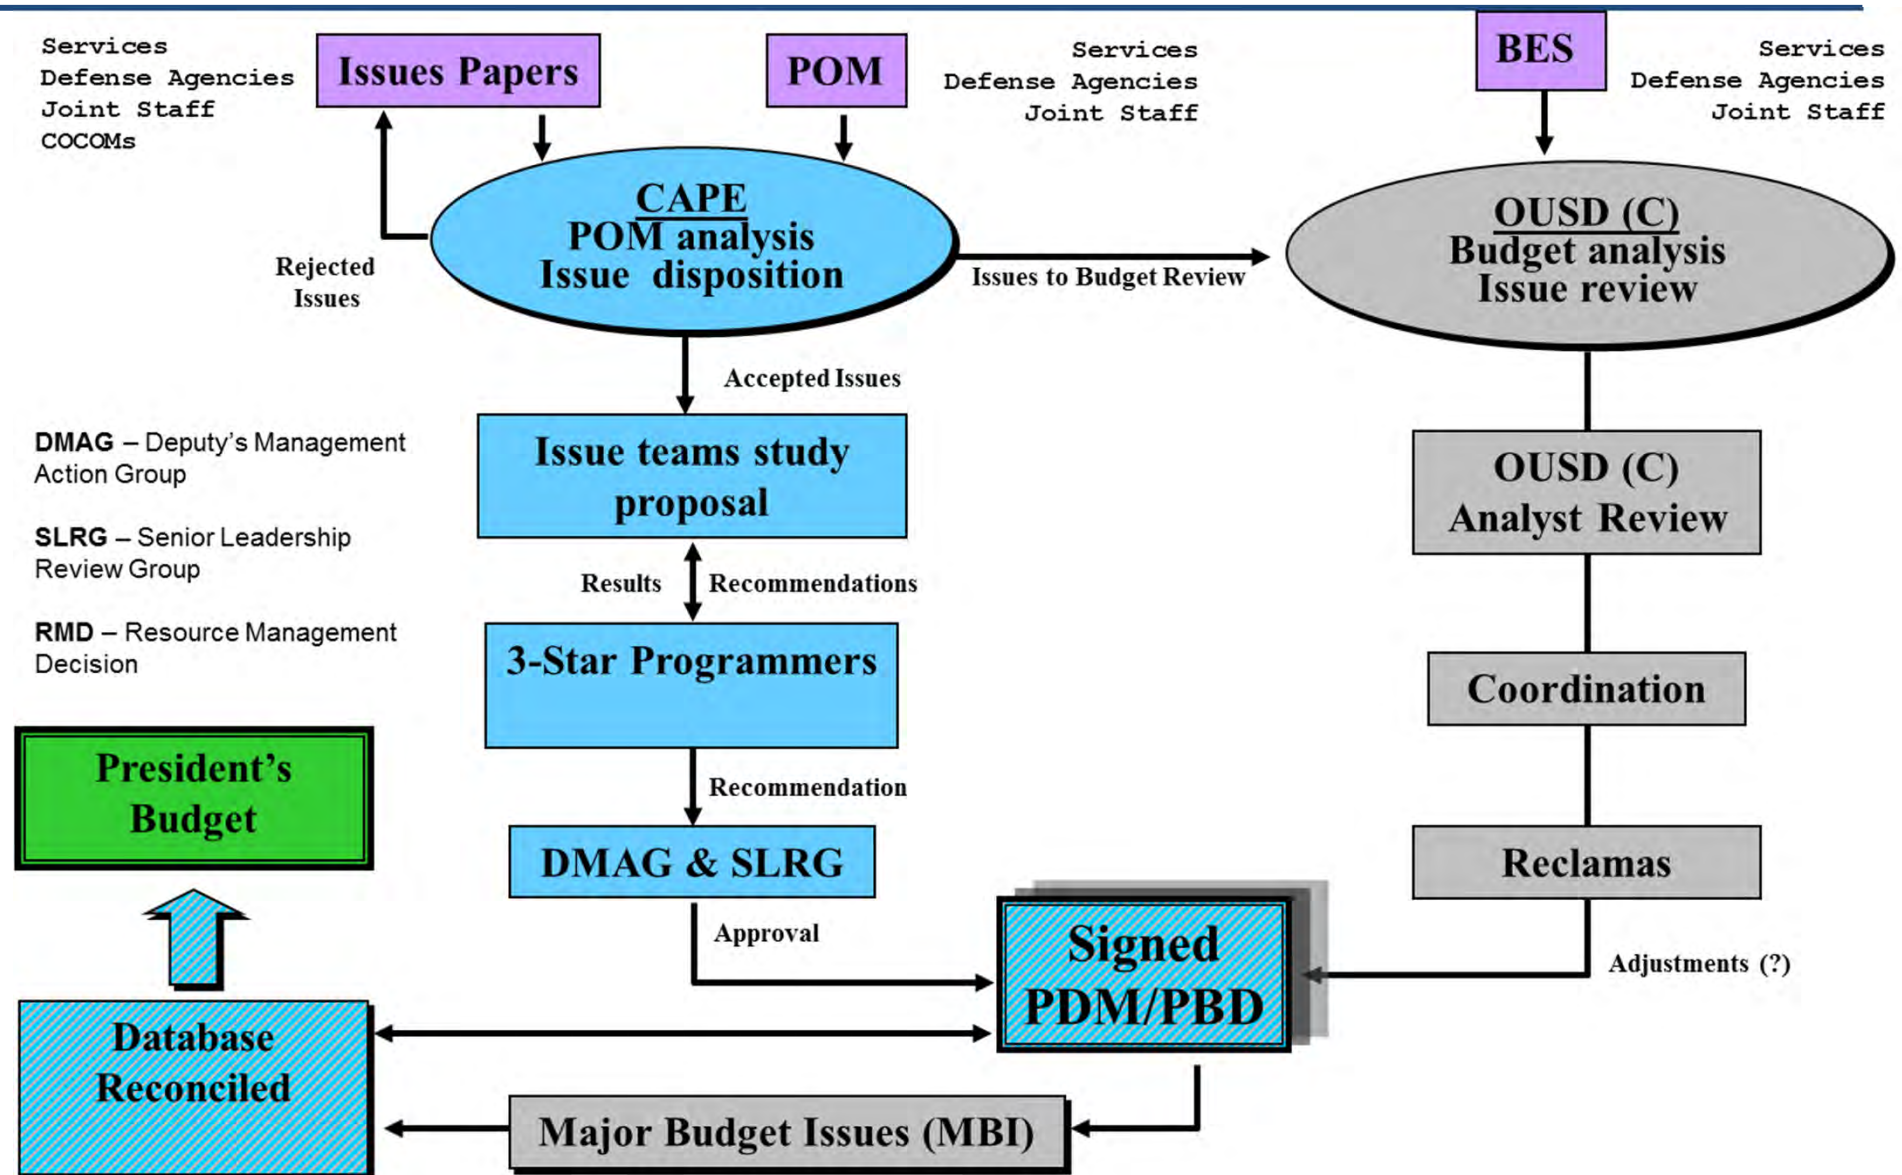 Services
Defense Agencies
Joint Staff
COCOMs
Issues Papers
POM
Services
Defense Agencies
Joint Staff
BES
Services
Defense Agencies
Joint Staff
CAPE
POM analysis
Issue disposition
Rejected
Issues
Issues to Budget Review
OUSD (C)
Budget analysis
Issue review
Accepted Issues
DMAG – Deputy's Management
Action Group
SLRG – Senior Leadership
Review Group
RMD – Resource Management
Decision
Issue teams study
proposal
Results
Recommendations
3-Star Programmers
Recommendation
DMAG & SLRG
Approval
OUSD (C)
Analyst Review
Coordination
Reclamas
Adjustments (?)
Signed
PDM/PBD
President's
Budget
Database
Reconciled
Major Budget Issues (MBI)